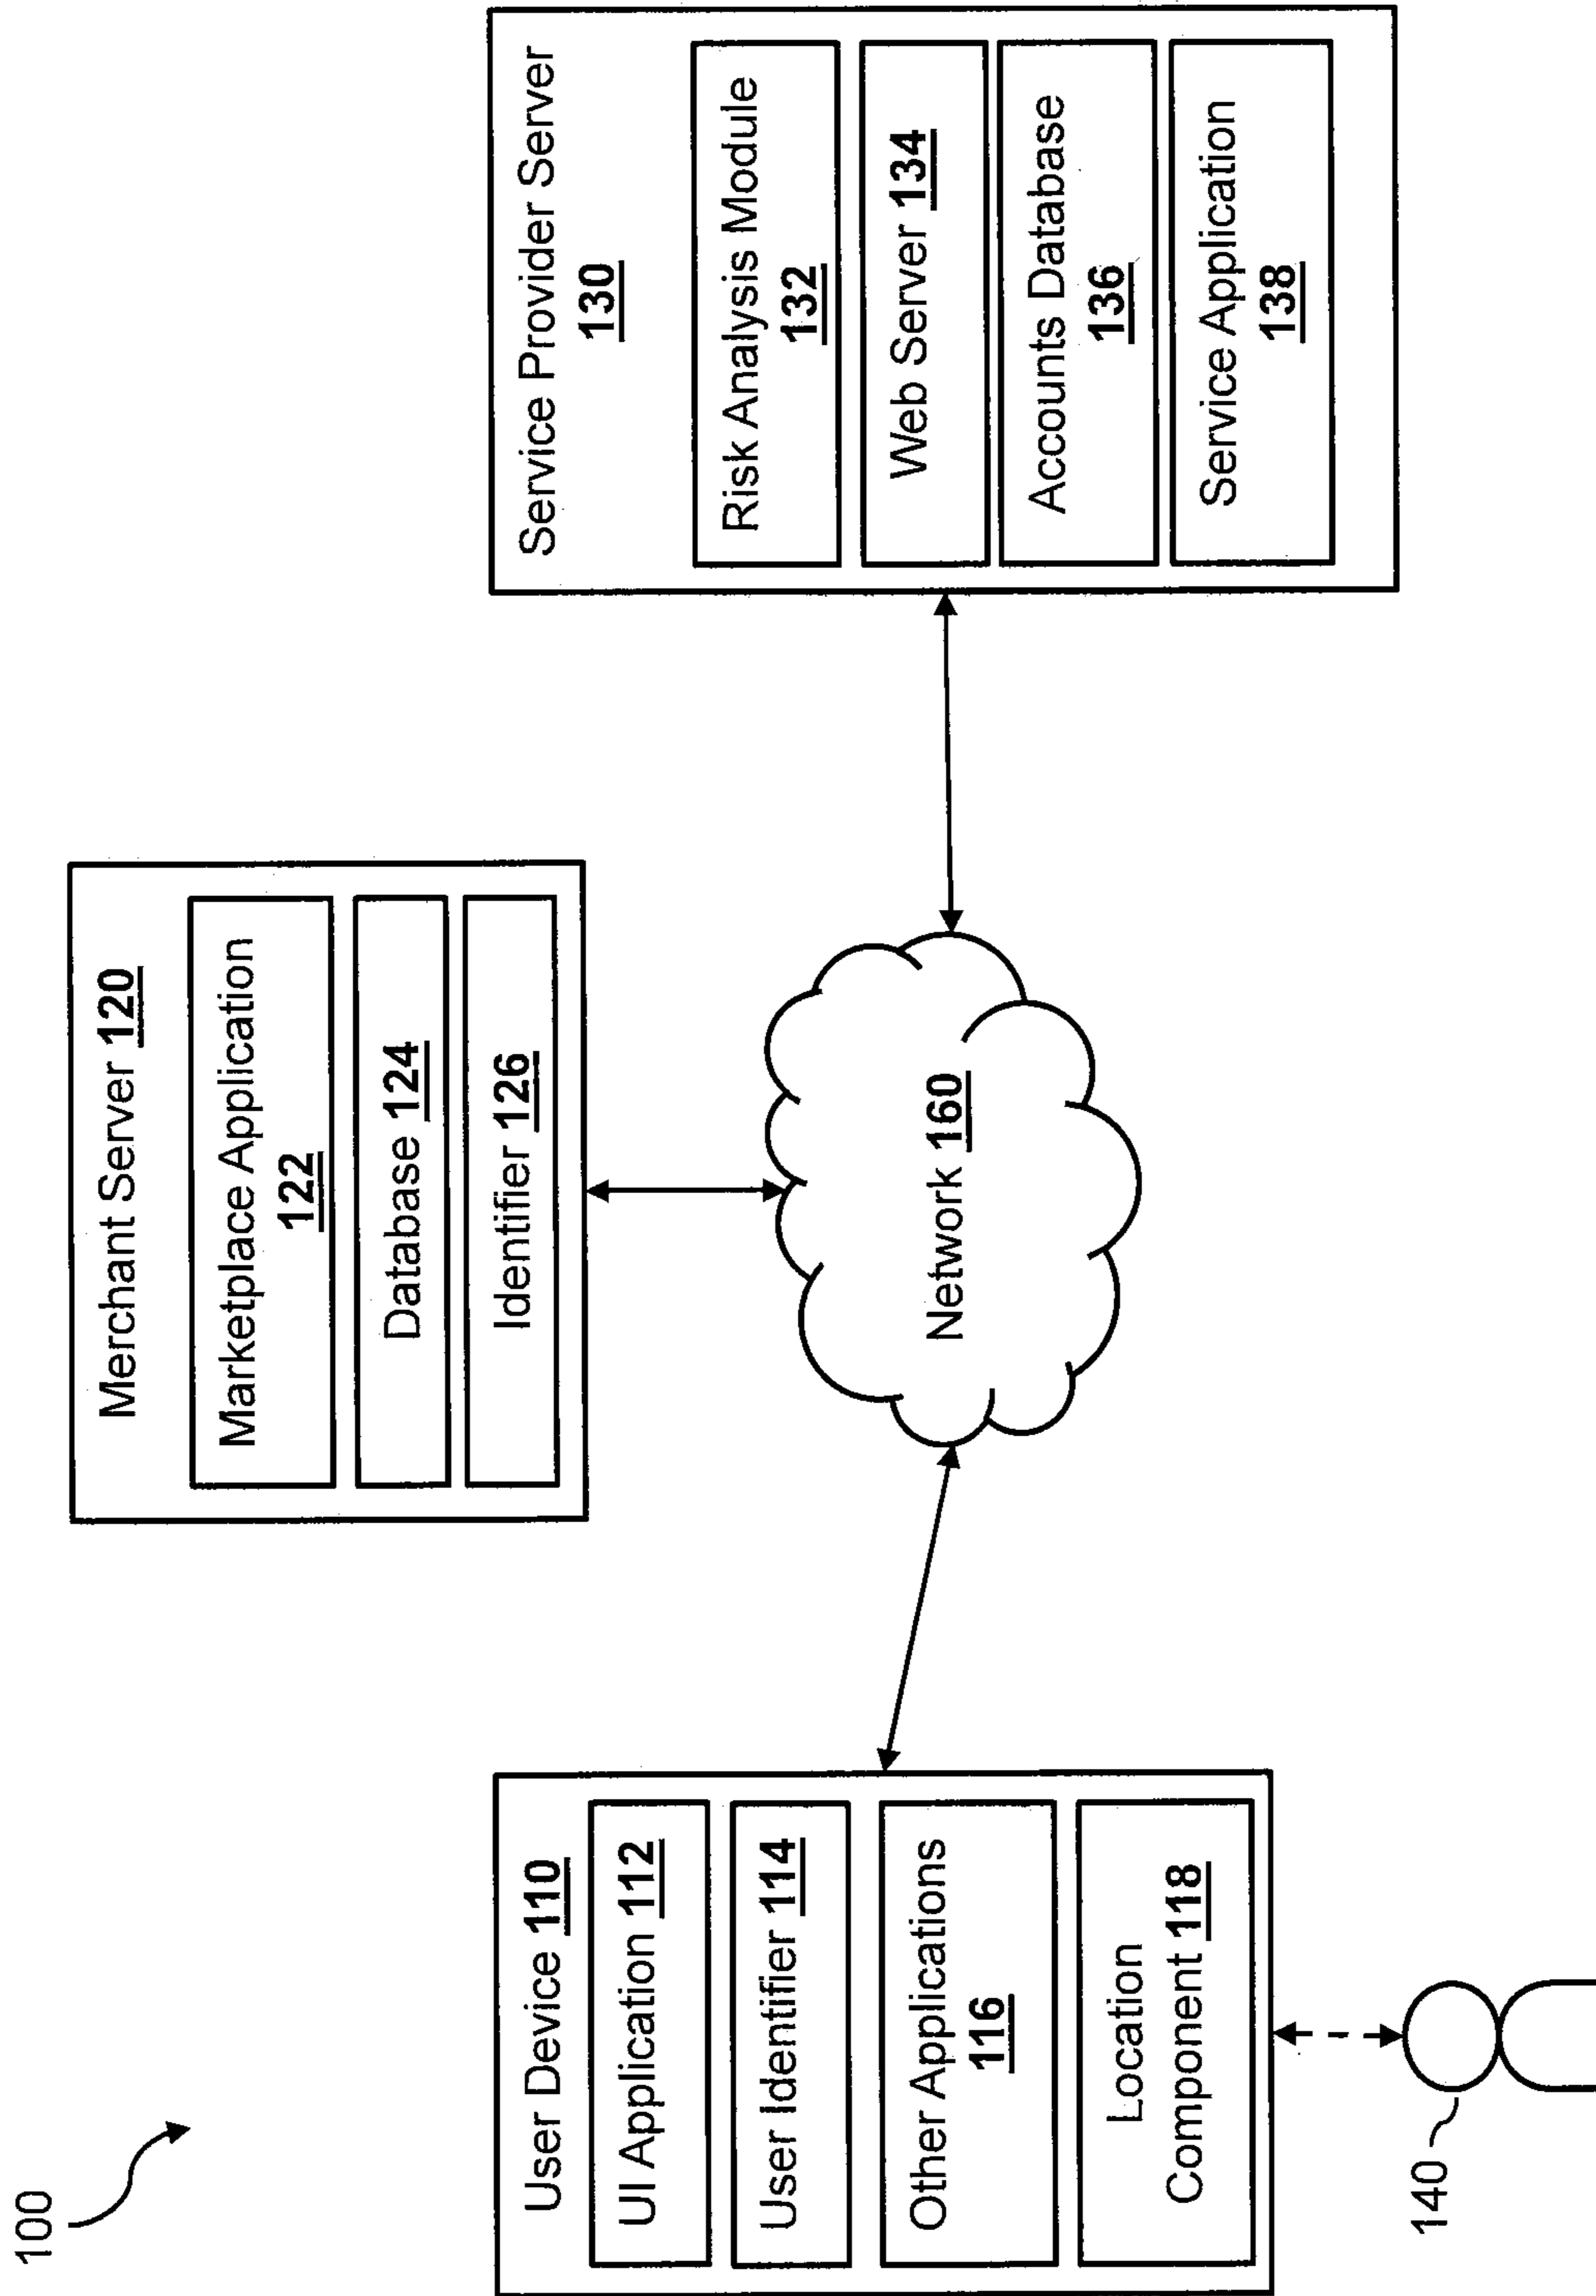 100
Merchant Server 120
Marketplace Application
122
Database 124
Identifier 126
User Device 110
UI Application 112
User Identifier 114
Other Applications
116
Location
Component 118
140
Network 160
Service Provider Server
130
Risk Analysis Module
132
Web Server 134
Accounts Database
136
Service Application
138